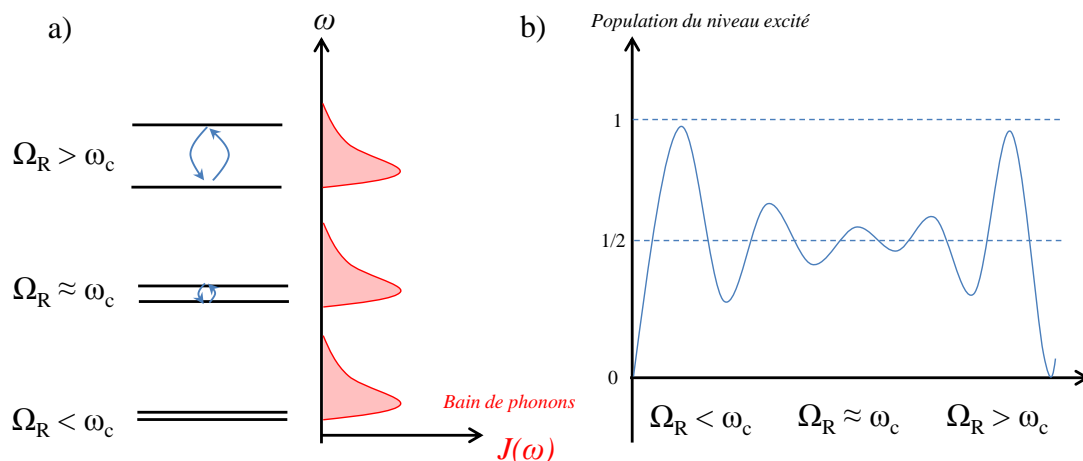 a)
ω
Ω_R > ω_c
Ω_R ≈ ω_c
Ω_R < ω_c
Bain de phonons
J(ω)
b)
Population du niveau excité
1
1/2
0
Ω_R < ω_c
Ω_R ≈ ω_c
Ω_R > ω_c